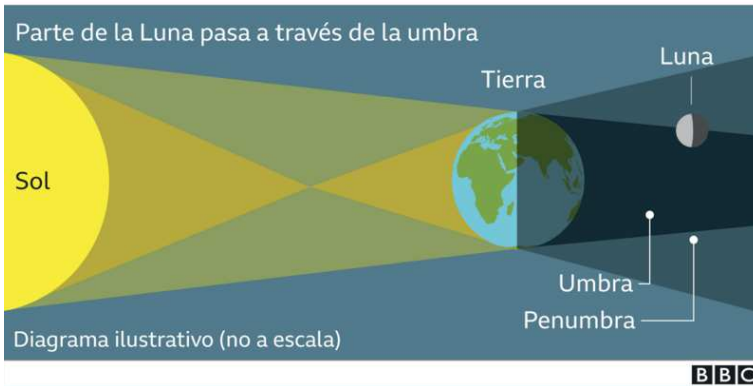 Parte de la Luna pasa a través de la umbra
Luna
Tierra
Sol
Umbra
Penumbra
Diagrama ilustrativo (no a escala)
BBC